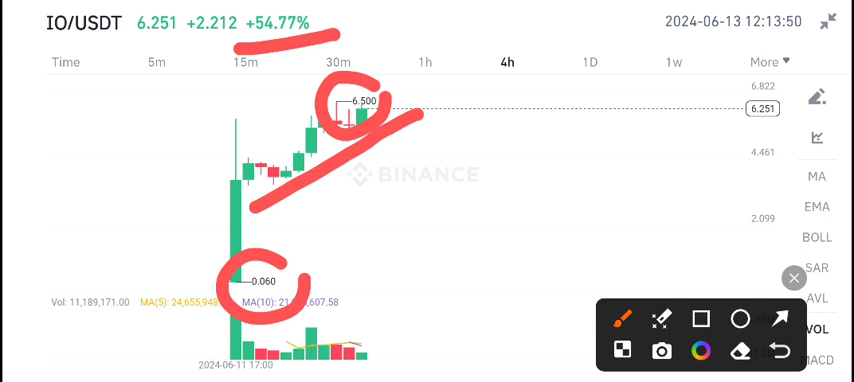 IO/USDT 6.251 +2.212 +54.77% 2024-06-13 12:13:50
Time 5m 15m 30m 1h 4h 1D 1w More
6.822
6.500
6.251
4.461
MA
BINANCE
EMA
2.099
BOLL
SAR
0.060
AVL
Vol: 11,189,171.00 MA(5): 24,655,948 MA(10): 607.58
VOL
2024-06-11 17:00
MACD